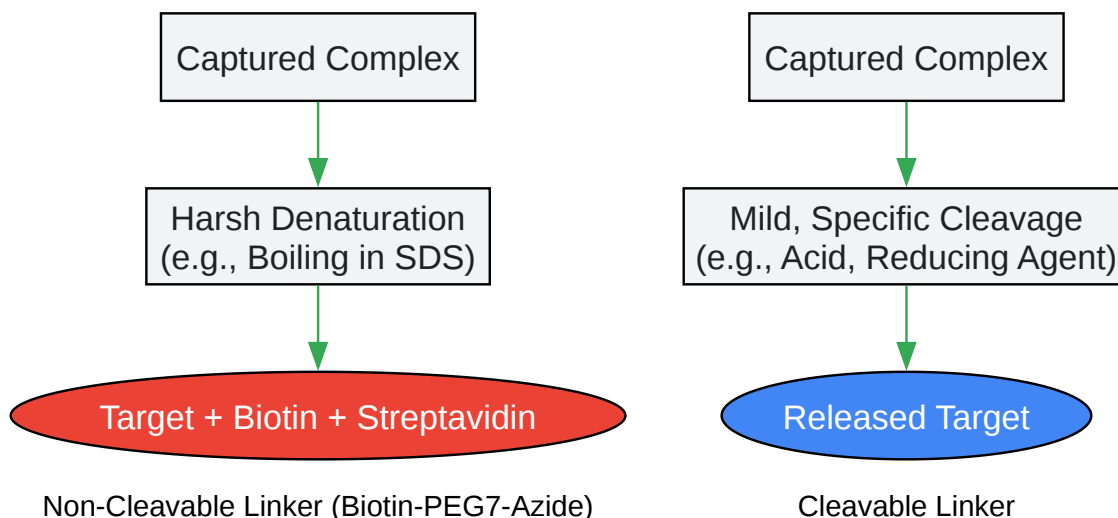 Captured Complex
Harsh Denaturation
(e.g., Boiling in SDS)
Target + Biotin + Streptavidin
Non-Cleavable Linker (Biotin-PEG7-Azide)
Captured Complex
Mild, Specific Cleavage
(e.g., Acid, Reducing Agent)
Released Target
Cleavable Linker